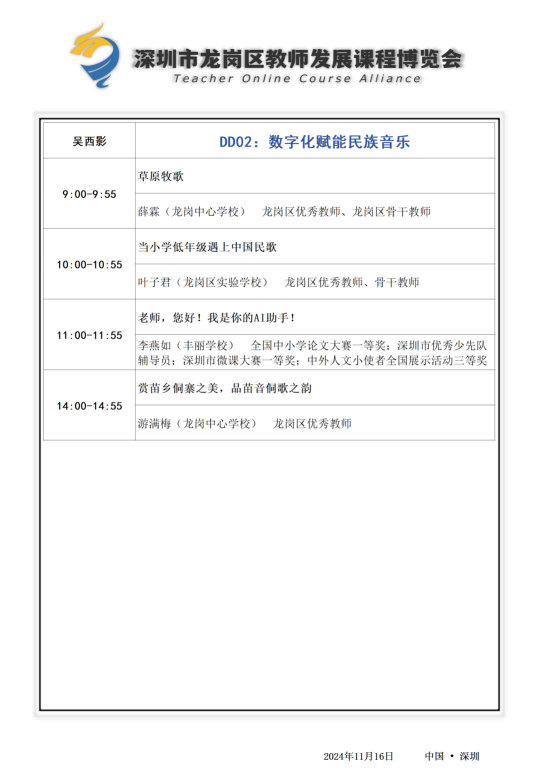 深圳市龙岗区教师发展课程博览会
Teacher Online Course Alliance
吴西影
DD02：数字化赋能民族音乐
9:00-9:55
草原牧歌
薛霖（龙岗中心学校） 龙岗区优秀教师、龙岗区骨干教师
10:00-10:55
当小学低年级遇上中国民歌
叶子君（龙岗区实验学校） 龙岗区优秀教师、骨干教师
11:00-11:55
老师，您好！我是你的AI助手！
李燕如（丰丽学校） 全国中小学论文大赛一等奖；深圳市优秀少先队
辅导员；深圳市微课大赛一等奖；中外人文小使者全国展示活动三等奖
14:00-14:55
赏苗乡侗寨之美，品苗音侗歌之韵
游满梅（龙岗中心学校） 龙岗区优秀教师
2024年11月16日 中国 • 深圳